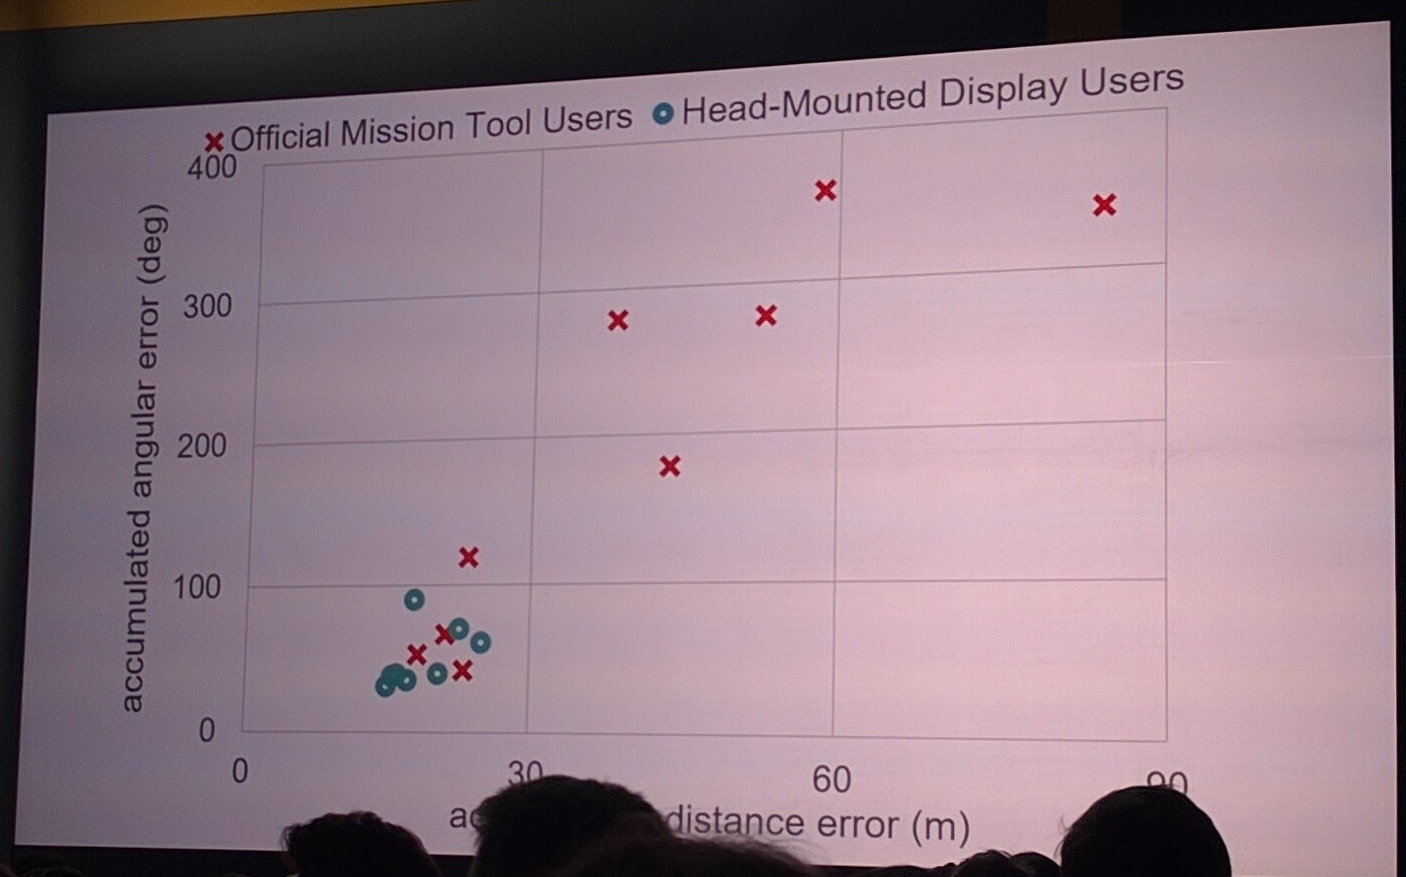 Official Mission Tool Users Head-Mounted Display Users
400
300
200
100
0
accumulated angular error (deg)
0 30 60 90
distance error (m)